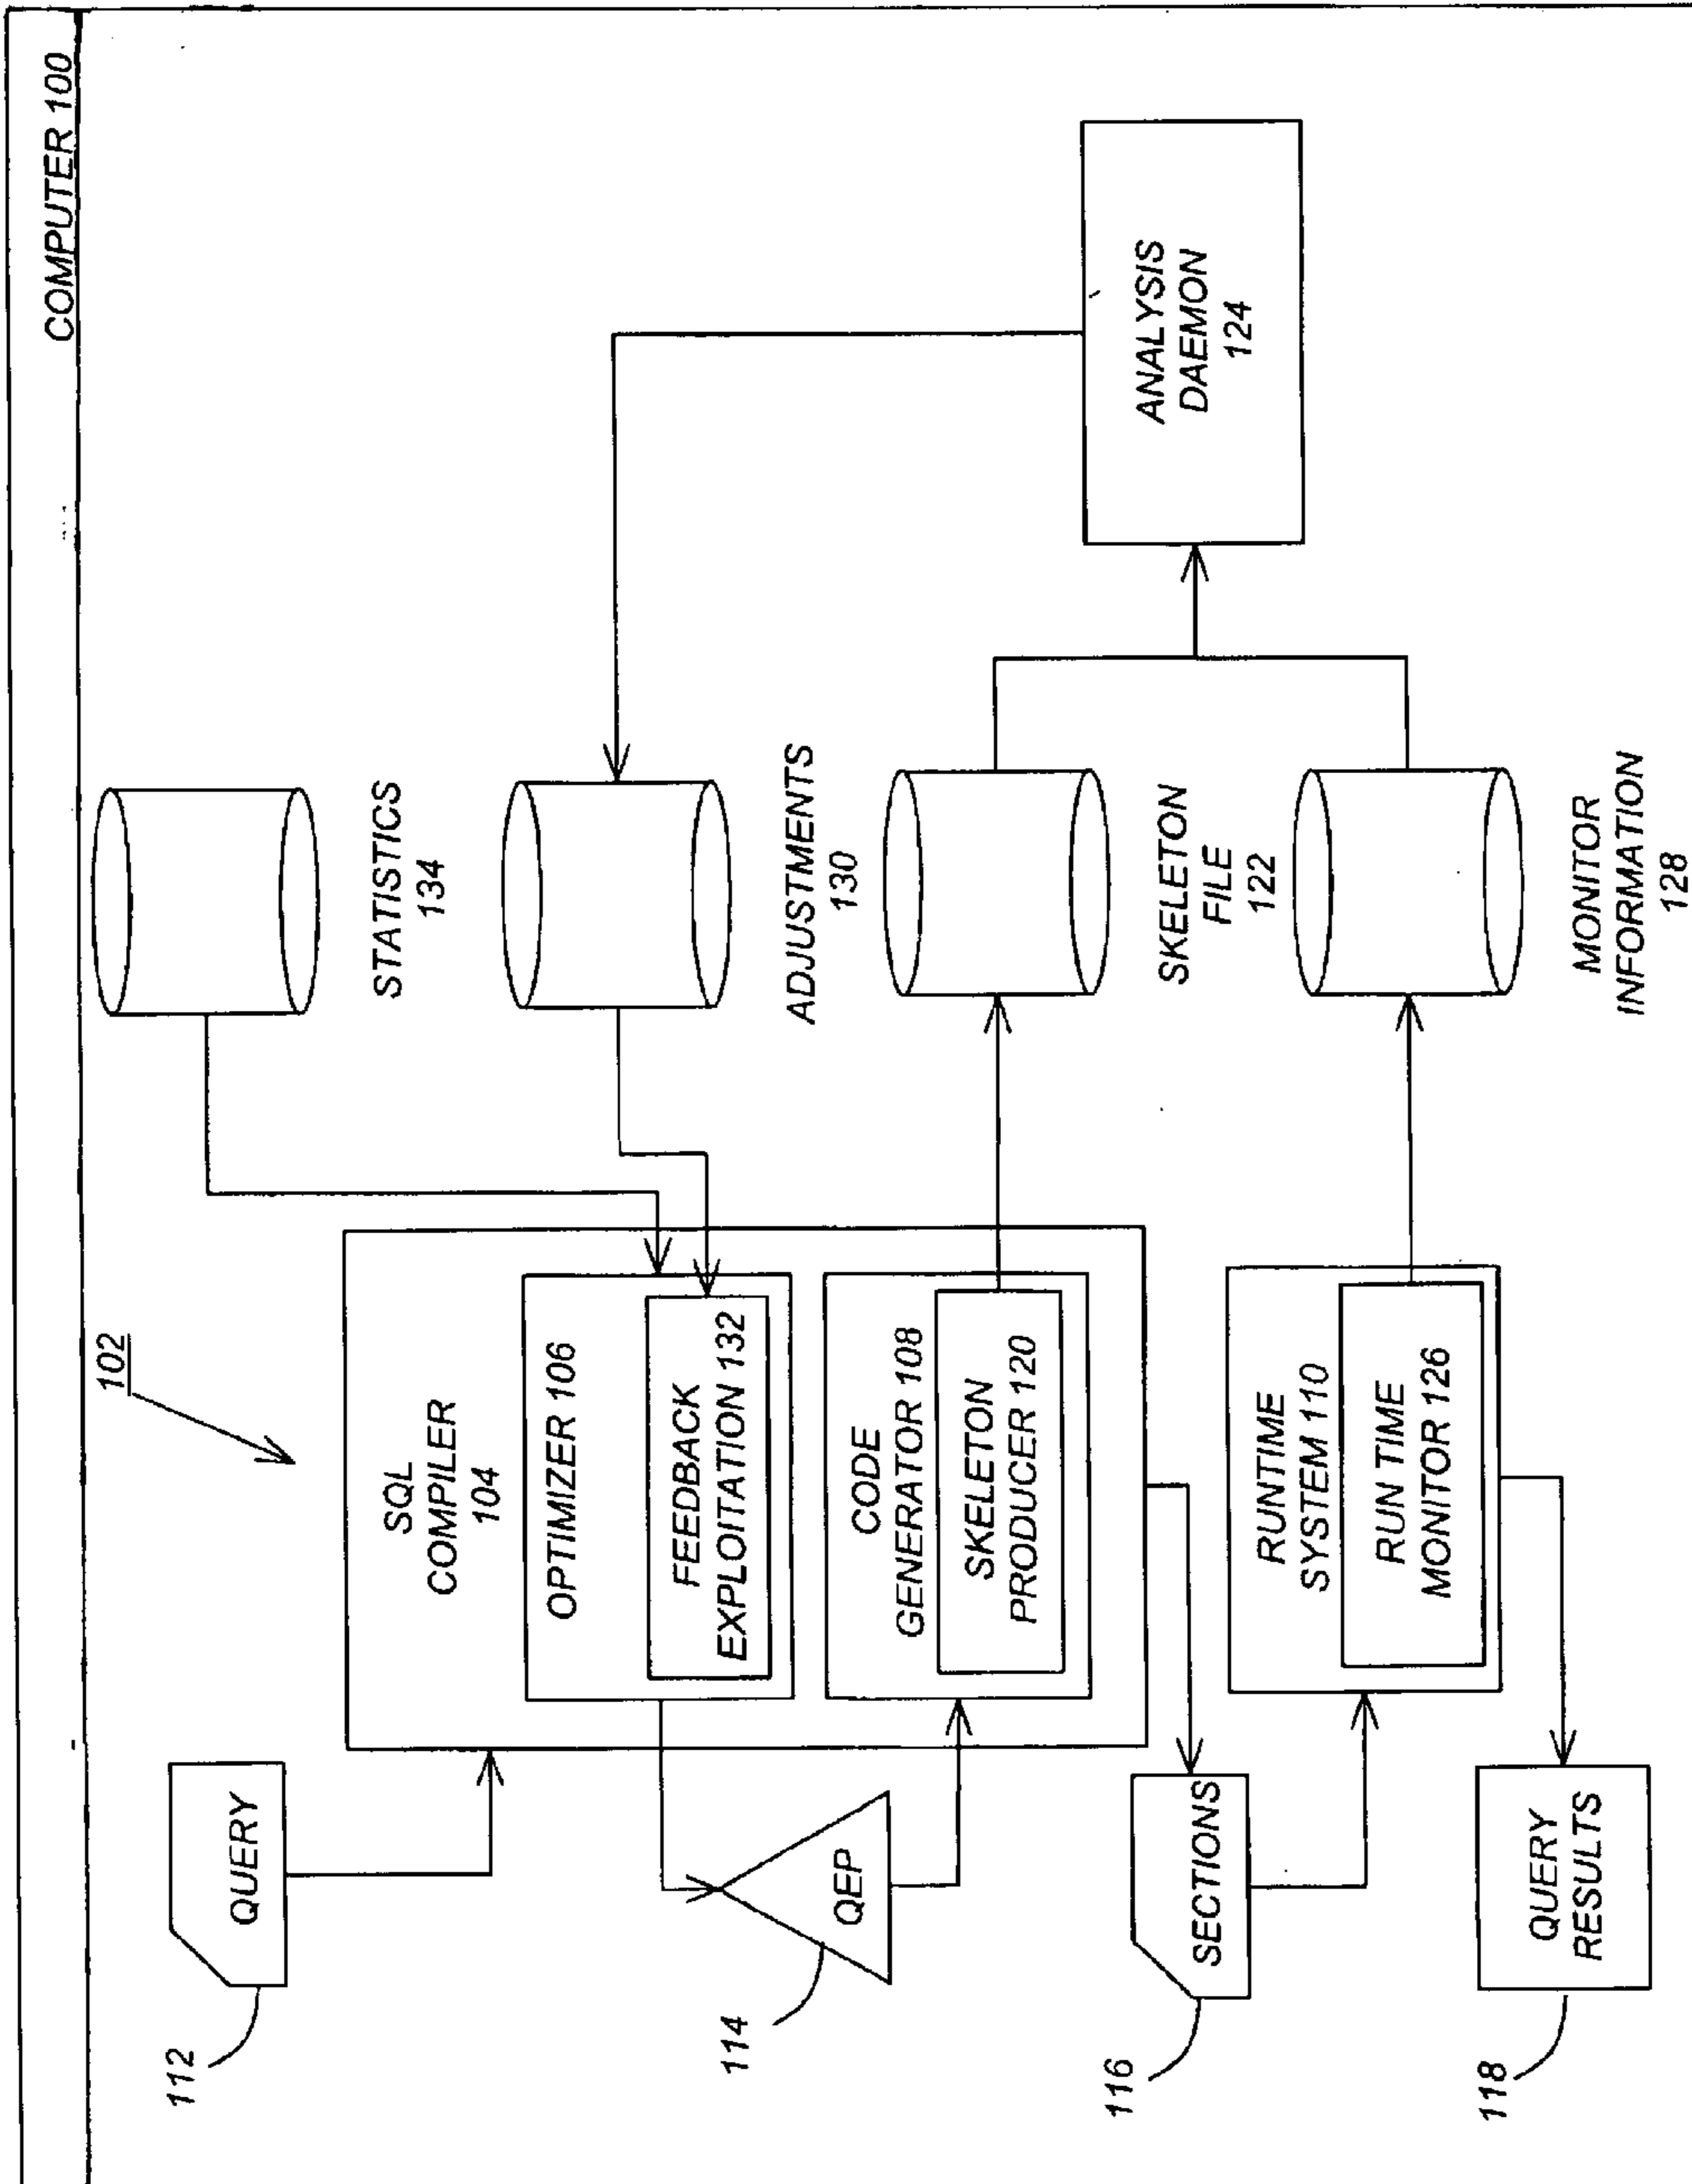 COMPUTER 100
102
112
QUERY
SQL
COMPILER
104
OPTIMIZER 106
FEEDBACK
EXPLOITATION 132
STATISTICS
134
114
QEP
CODE
GENERATOR 108
SKELETON
PRODUCER 120
ADJUSTMENTS
130
SKELETON
FILE
122
ANALYSIS
DAEMON
124
116
SECTIONS
RUNTIME
SYSTEM 110
RUN TIME
MONITOR 126
MONITOR
INFORMATION
128
118
QUERY
RESULTS